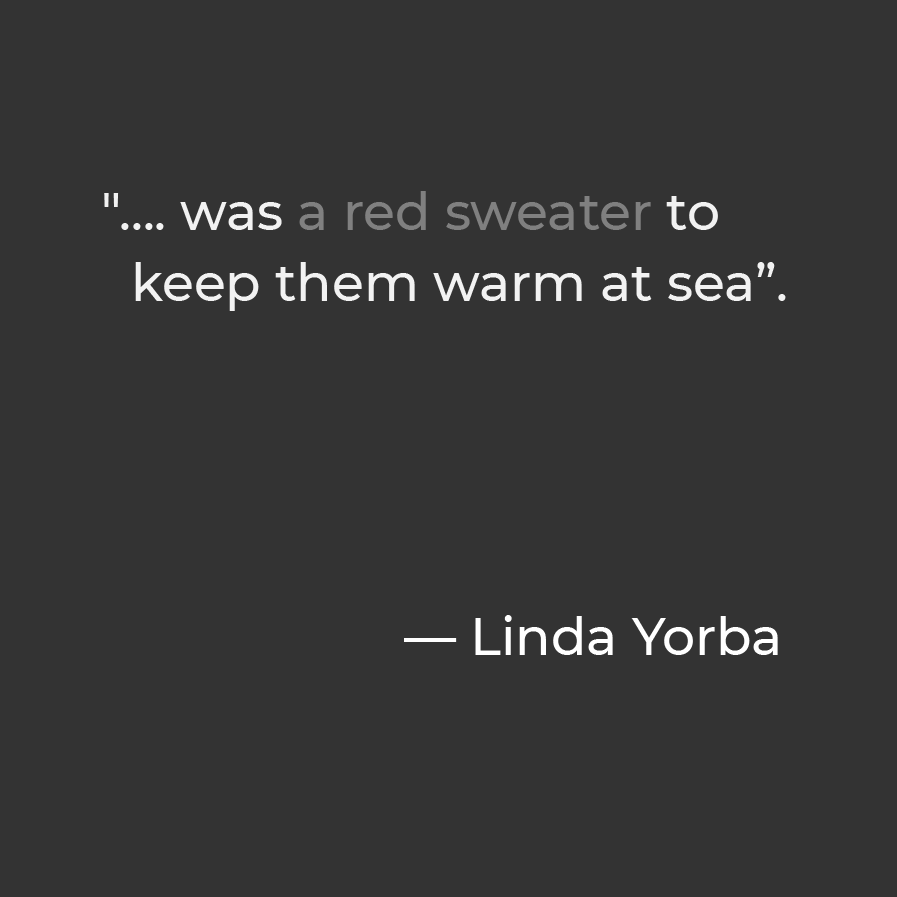 ".... was a red sweater to
keep them warm at sea”.
— Linda Yorba